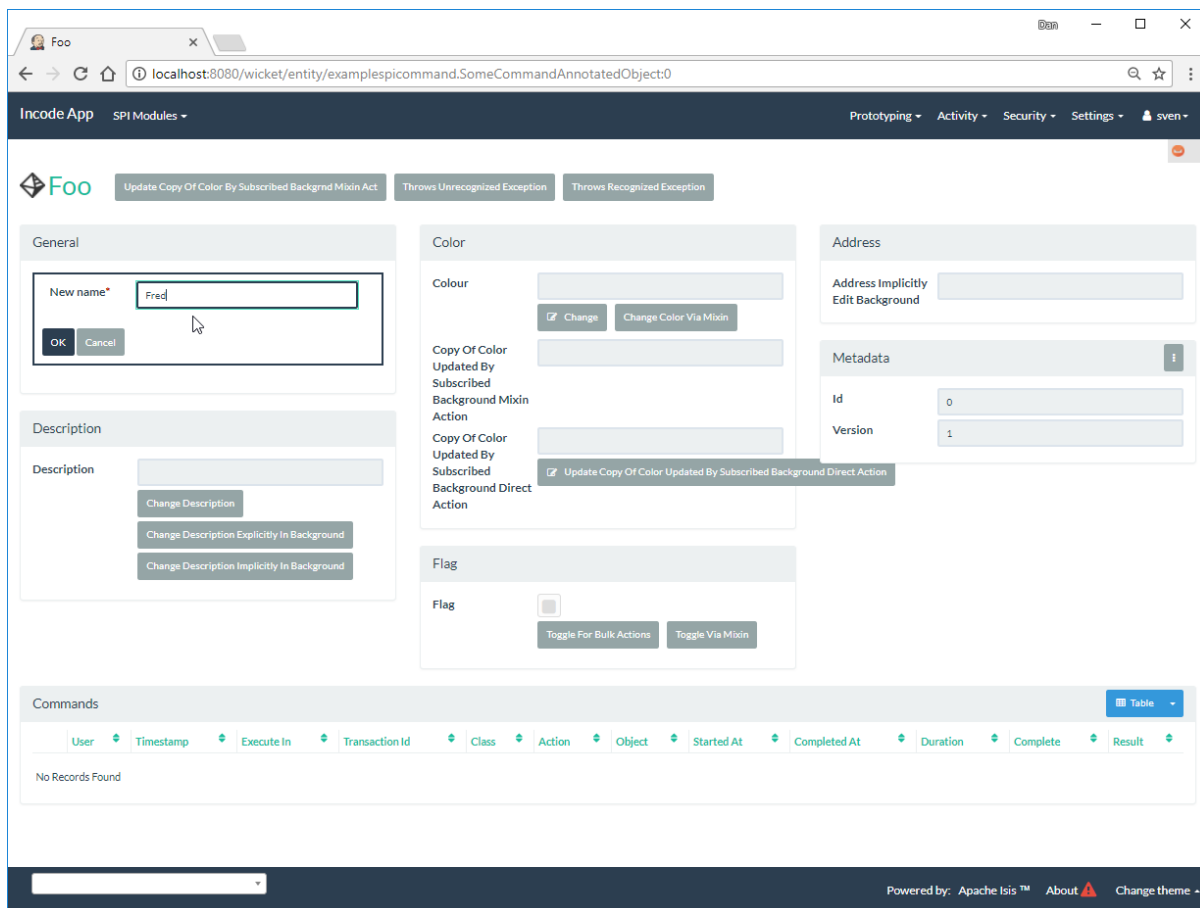 Dan
Foo
localhost:8080/wicket/entity/examplespicommand.SomeCommandAnnotatedObject:0
Incode App SPI Modules Prototyping Activity Security Settings sven
Foo Update Copy Of Color By Subscribed Backgrnd Mixin Act Throws Unrecognized Exception Throws Recognized Exception
General
New name*
Fred
OK Cancel
Description
Description
Change Description
Change Description Explicitly In Background
Change Description Implicitly In Background
Color
Colour
Change Change Color Via Mixin
Copy Of Color
Updated By
Subscribed
Background Mixin
Action
Copy Of Color
Updated By
Subscribed
Background Direct
Action
Update Copy Of Color Updated By Subscribed Background Direct Action
Flag
Flag
Toggle For Bulk Actions Toggle Via Mixin
Address
Address Implicitly
Edit Background
Metadata
Id 0
Version 1
Commands Table
User Timestamp Execute In Transaction Id Class Action Object Started At Completed At Duration Complete Result
No Records Found
Powered by: Apache Isis ™ About Change theme